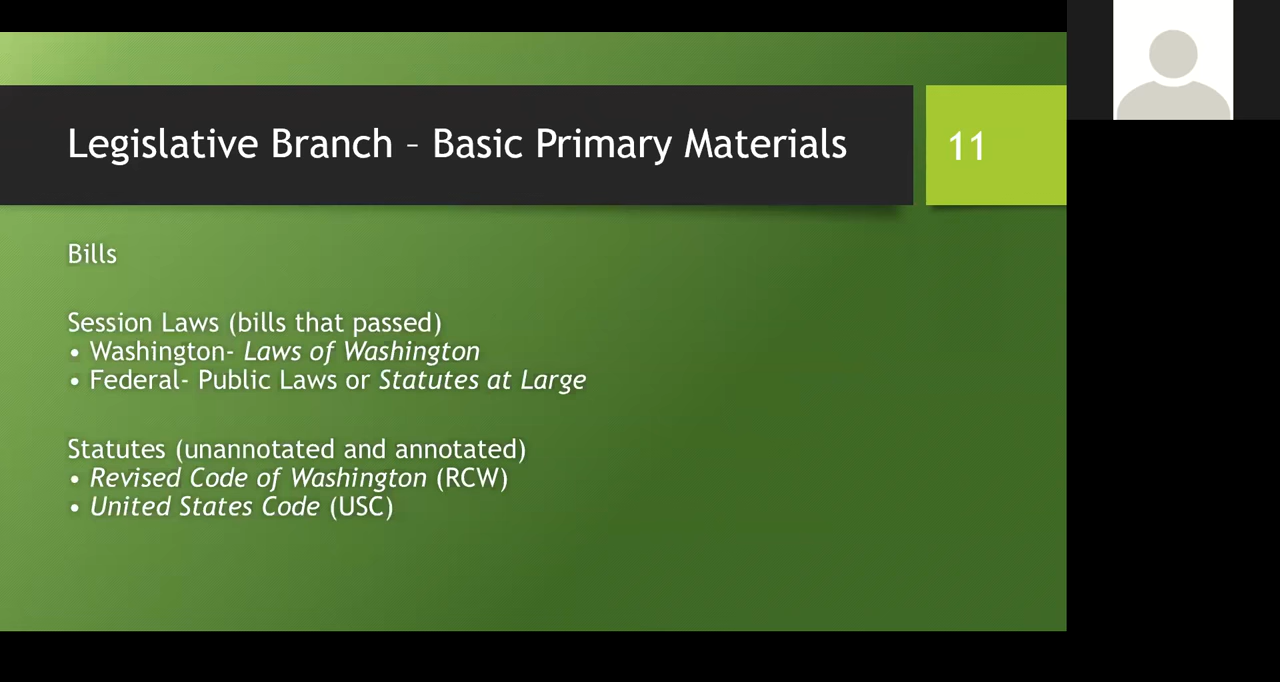 Legislative Branch – Basic Primary Materials
11
Bills
Session Laws (bills that passed)
• Washington- Laws of Washington
• Federal- Public Laws or Statutes at Large
Statutes (unannotated and annotated)
• Revised Code of Washington (RCW)
• United States Code (USC)